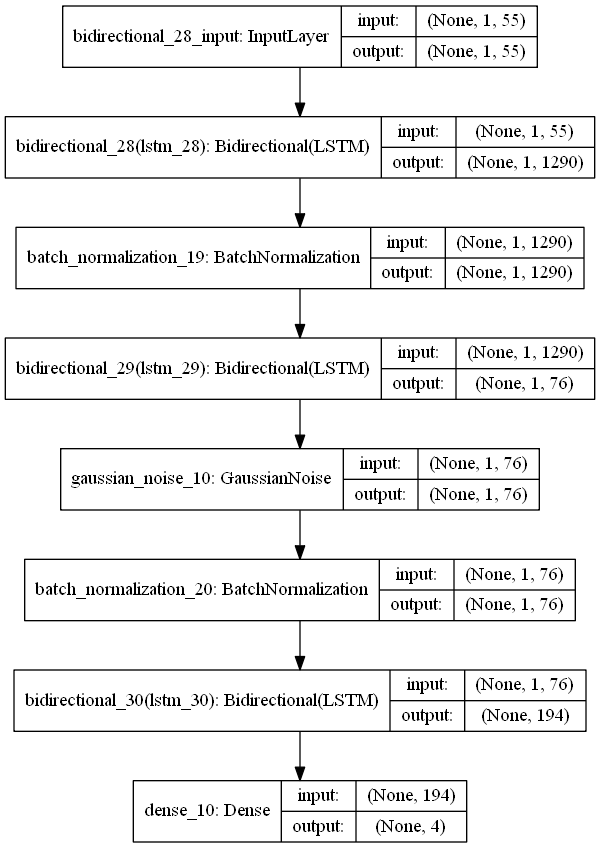 bidirectional_28_input: InputLayer
input: (None, 1, 55)
output: (None, 1, 55)
bidirectional_28(lstm_28): Bidirectional(LSTM)
input: (None, 1, 55)
output: (None, 1, 1290)
batch_normalization_19: BatchNormalization
input: (None, 1, 1290)
output: (None, 1, 1290)
bidirectional_29(lstm_29): Bidirectional(LSTM)
input: (None, 1, 1290)
output: (None, 1, 76)
gaussian_noise_10: GaussianNoise
input: (None, 1, 76)
output: (None, 1, 76)
batch_normalization_20: BatchNormalization
input: (None, 1, 76)
output: (None, 1, 76)
bidirectional_30(lstm_30): Bidirectional(LSTM)
input: (None, 1, 76)
output: (None, 194)
dense_10: Dense
input: (None, 194)
output: (None, 4)